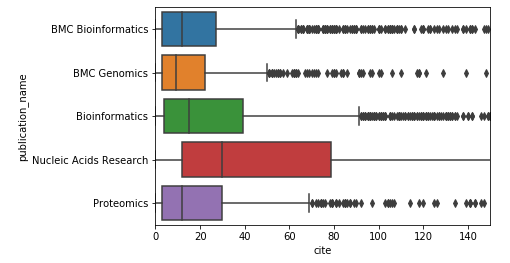 publication_name
BMC Bioinformatics
BMC Genomics
Bioinformatics
Nucleic Acids Research
Proteomics
0 20 40 60 80 100 120 140
cite